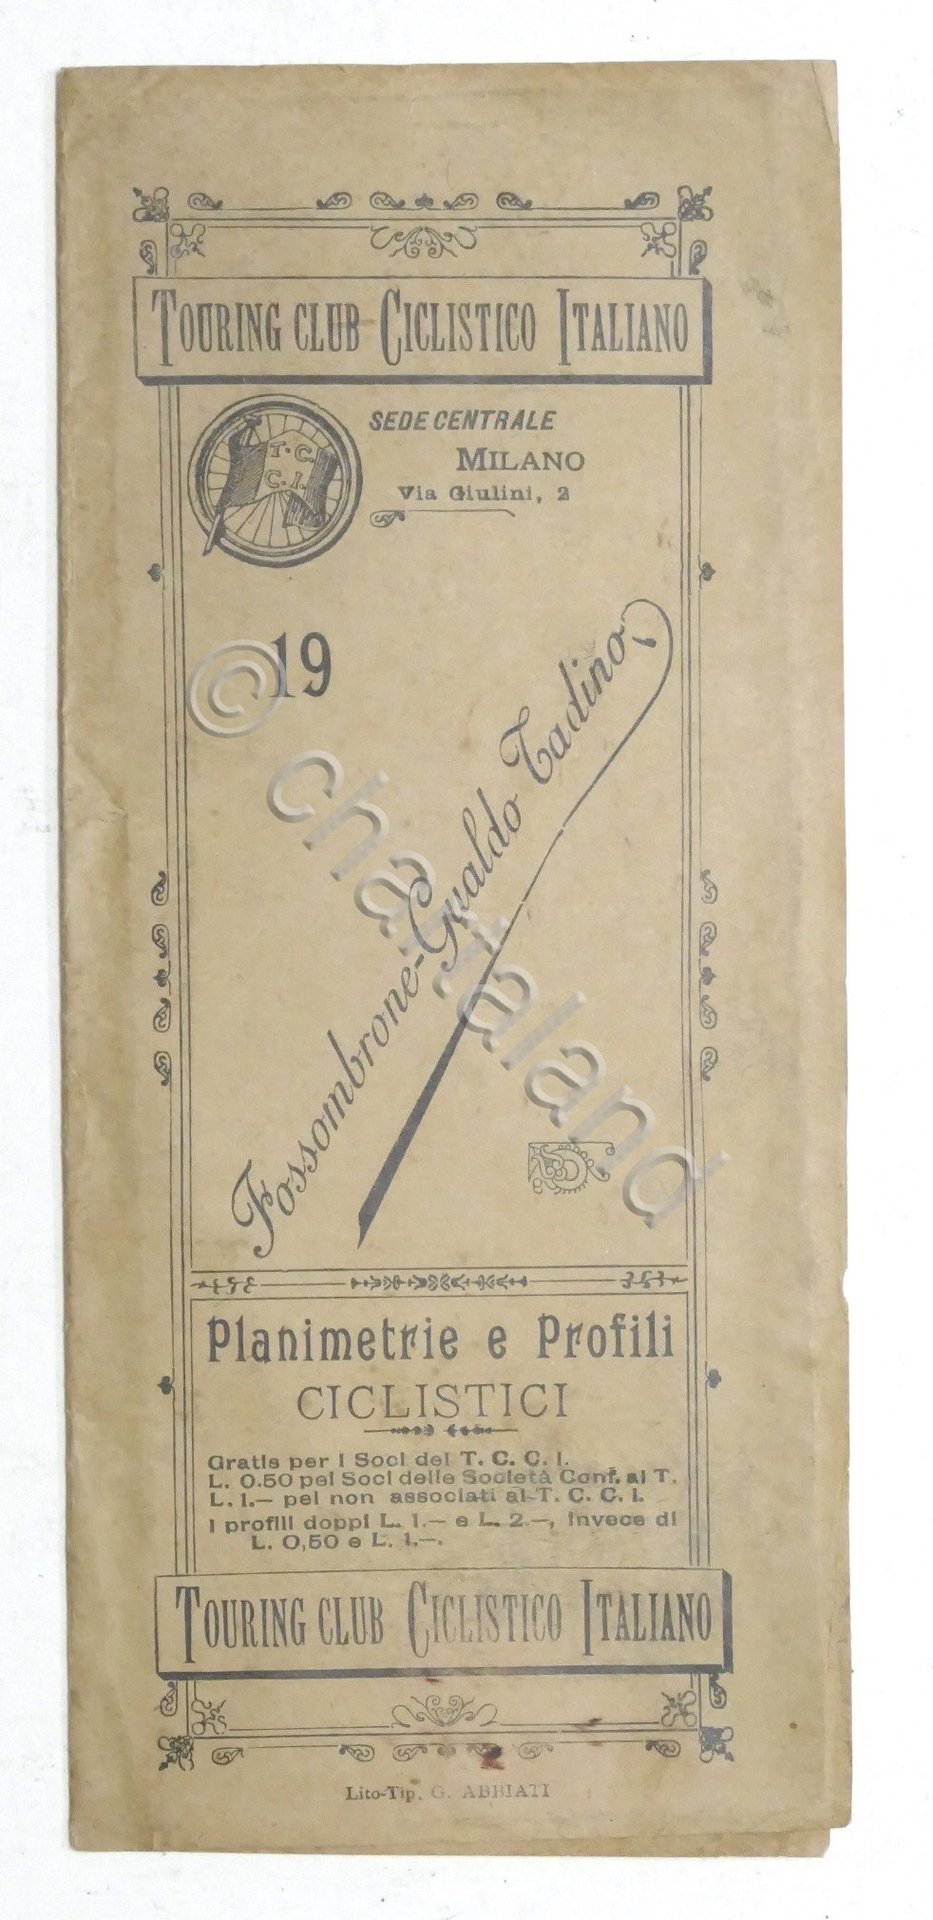 TOURING CLUB CICLISTICO ITALIANO
T. C.
C. I.
SEDE CENTRALE
MILANO
Via Giulini, 2
19
Fossombrone-Gualdo Tadino
© chartaland
Planimetrie e Profili
CICLISTICI
Gratis per i Soci del T. C. C. I.
L. 0.50 pei Soci delle Società Conf. al T.
L. 1.— pei non associati al T. C. C. I.
I profili doppi L. 1.— e L. 2.—, invece di
L. 0,50 e L. 1.—.
TOURING CLUB CICLISTICO ITALIANO
Lito-Tip. G. ABBIATI